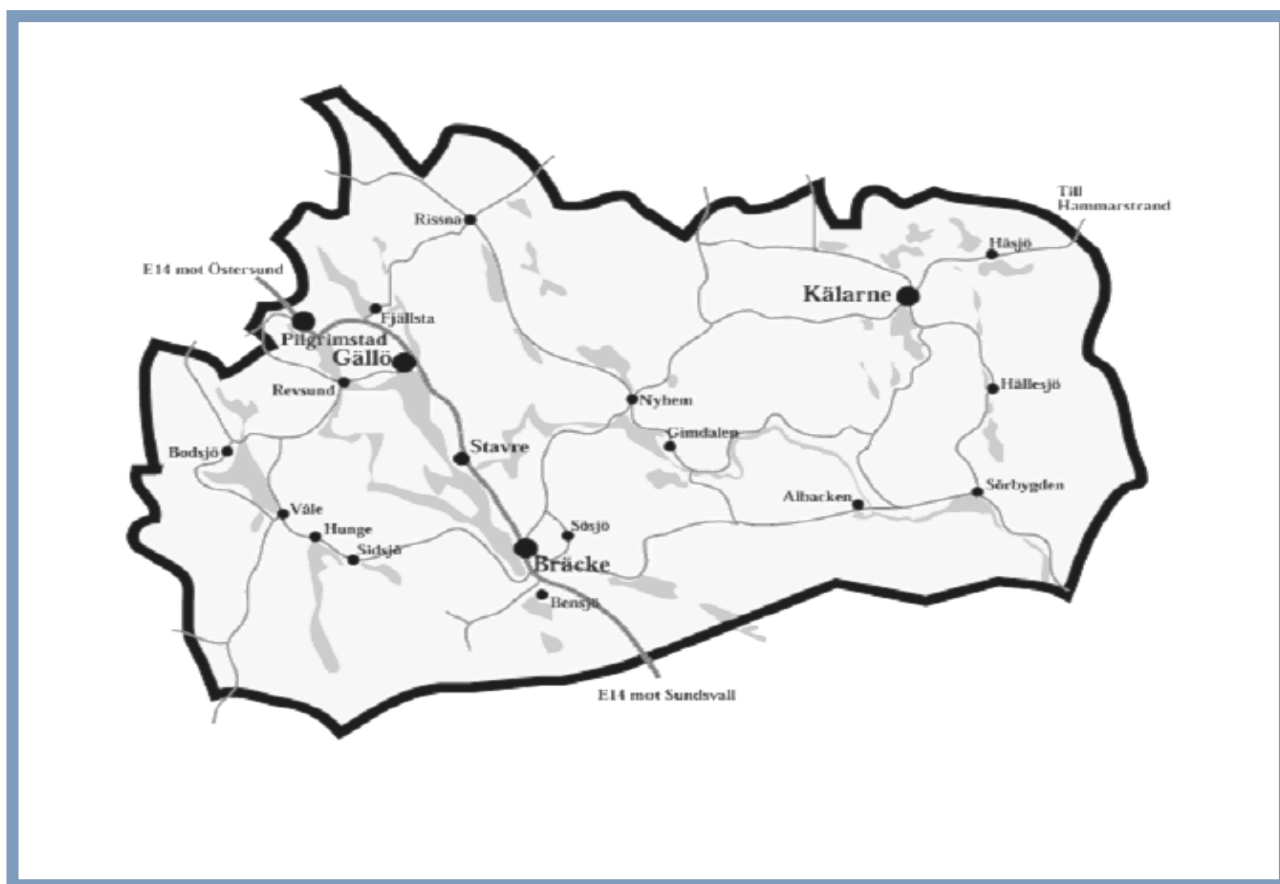 Till
Hammarstrand
Rissna
Häsjö
E14 mot Östersund
Kälarne
Fjällsta
Pilgrimstad
Gällö
Revsund
Hällesjö
Nyhem
Gimdalen
Stavre
Bodsjö
Sörbygden
Albacken
Våle
Hunge
Sösjö
Sidsjö
Bräcke
Bensjö
E14 mot Sundsvall